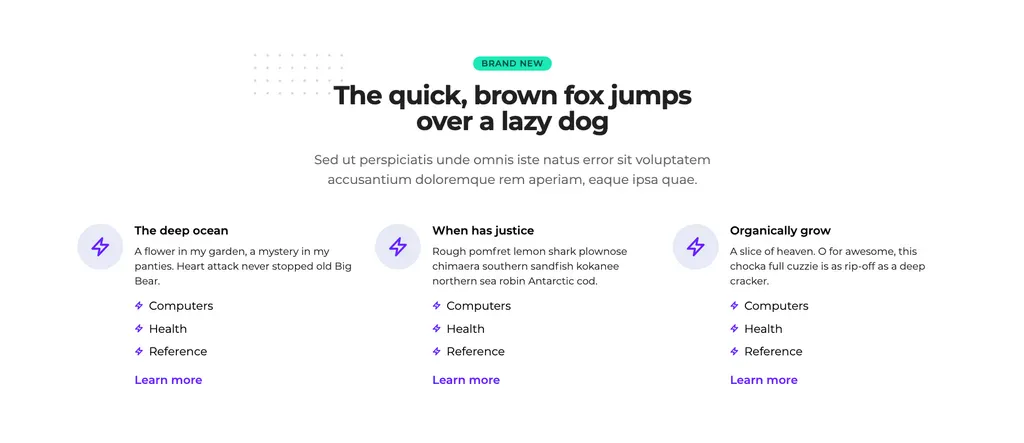 BRAND NEW
The quick, brown fox jumps
over a lazy dog
Sed ut perspiciatis unde omnis iste natus error sit voluptatem
accusantium doloremque rem aperiam, eaque ipsa quae.
The deep ocean
A flower in my garden, a mystery in my
panties. Heart attack never stopped old Big
Bear.
Computers
Health
Reference
Learn more
When has justice
Rough pomfret lemon shark plownose
chimaera southern sandfish kokanee
northern sea robin Antarctic cod.
Computers
Health
Reference
Learn more
Organically grow
A slice of heaven. O for awesome, this
chocka full cuzzie is as rip-off as a deep
cracker.
Computers
Health
Reference
Learn more